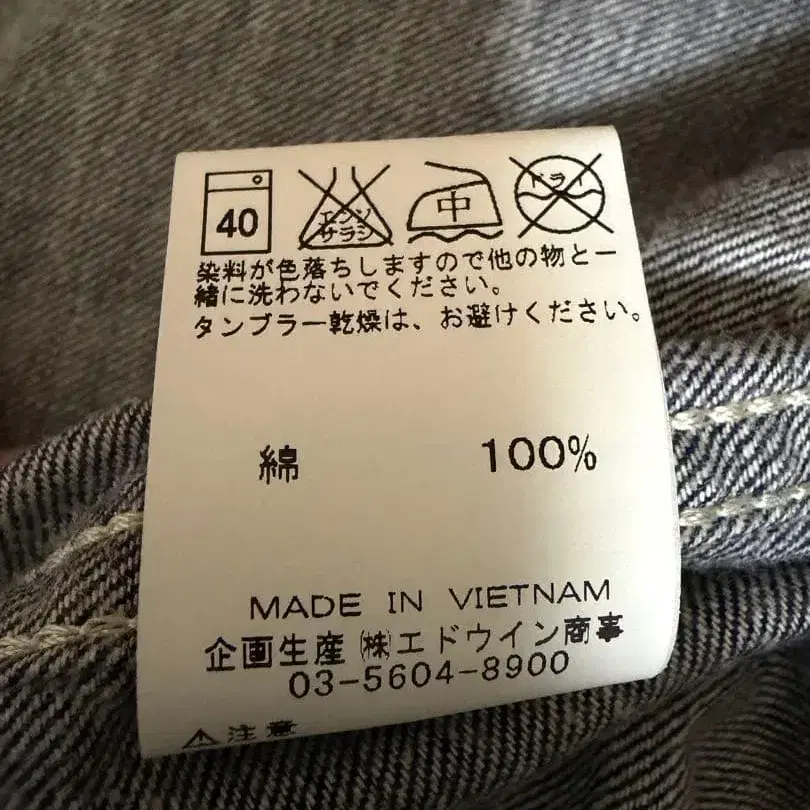 40 エンソ 中 ドライ
サラシ
染料が色落ちしますので他の物と一
緒に洗わないでください。
タンブラー乾燥は、お避けください。
綿 100%
MADE IN VIETNAM
企画生産 ㈱エドウイン商事
03-5604-8900
⚠注意